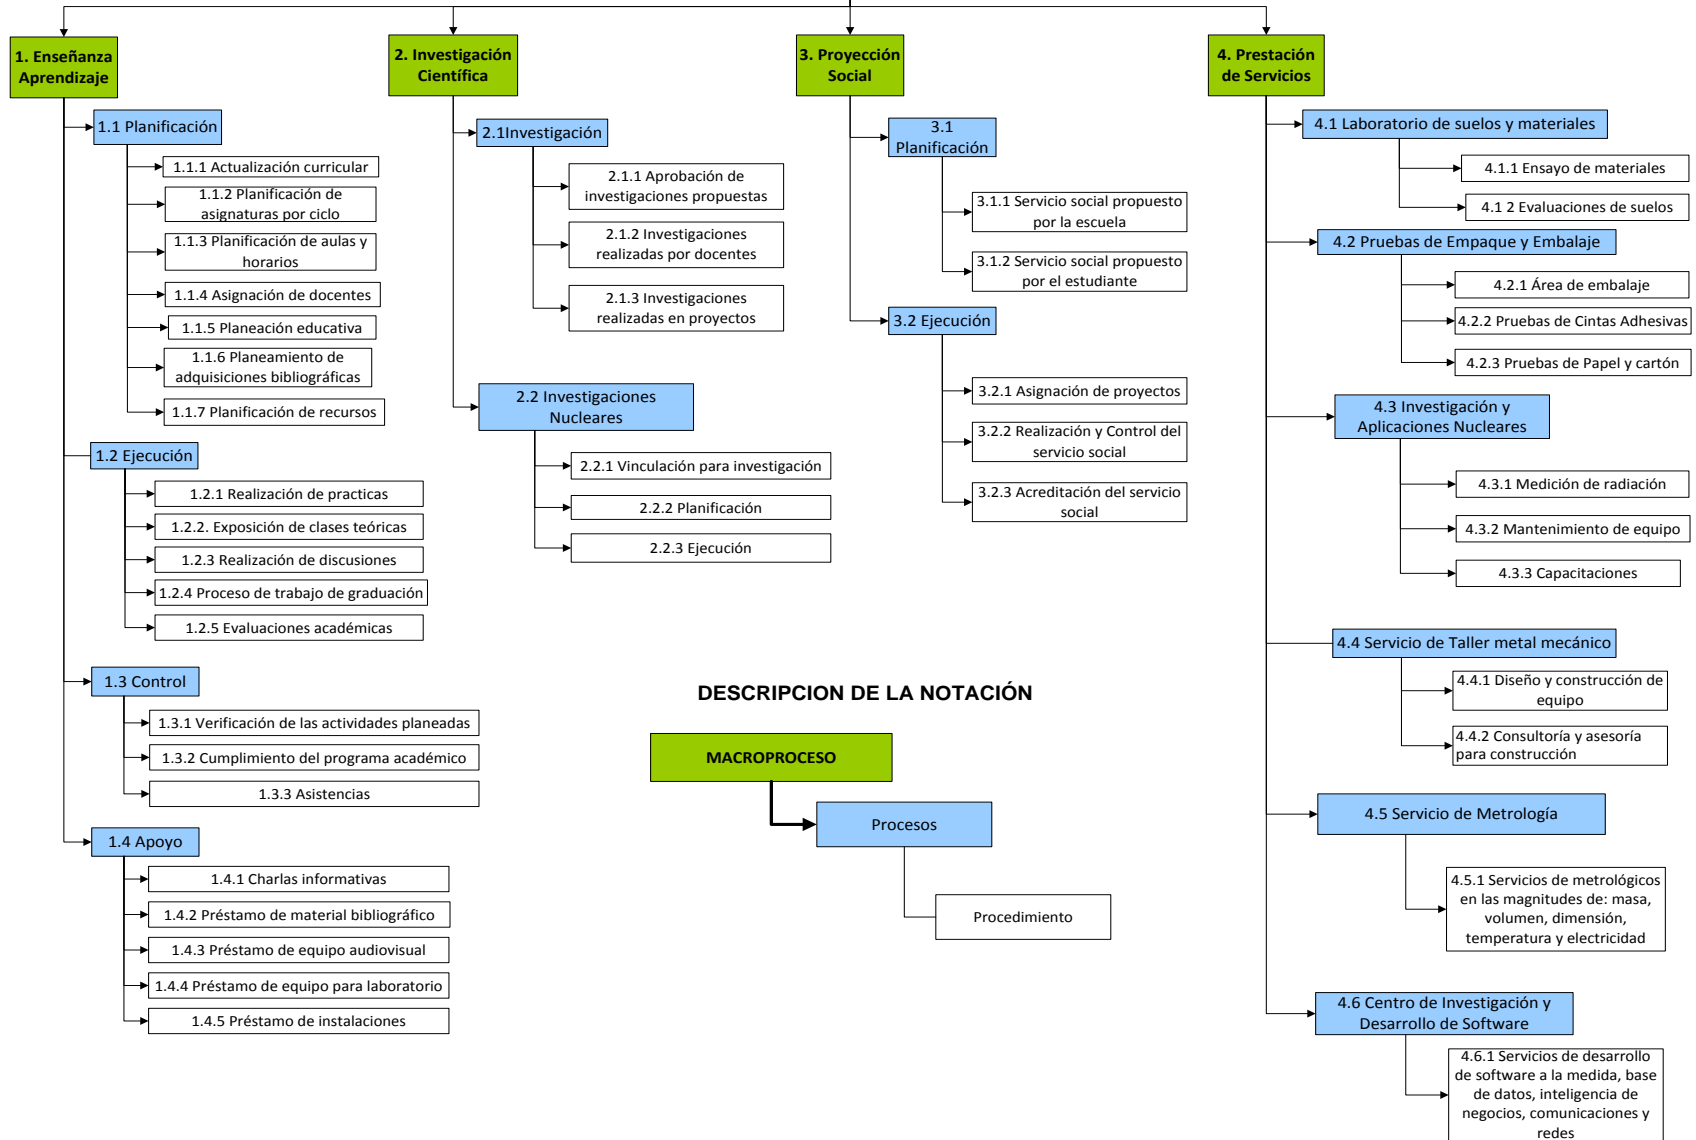 1. Enseñanza
Aprendizaje
1.1 Planificación
1.1.1 Actualización curricular
1.1.2 Planificación de
asignaturas por ciclo
1.1.3 Planificación de aulas y
horarios
1.1.4 Asignación de docentes
1.1.5 Planeación educativa
1.1.6 Planeamiento de
adquisiciones bibliográficas
1.1.7 Planificación de recursos
1.2 Ejecución
1.2.1 Realización de practicas
1.2.2. Exposición de clases teóricas
1.2.3 Realización de discusiones
1.2.4 Proceso de trabajo de graduación
1.2.5 Evaluaciones académicas
1.3 Control
1.3.1 Verificación de las actividades planeadas
1.3.2 Cumplimiento del programa académico
1.3.3 Asistencias
1.4 Apoyo
1.4.1 Charlas informativas
1.4.2 Préstamo de material bibliográfico
1.4.3 Préstamo de equipo audiovisual
1.4.4 Préstamo de equipo para laboratorio
1.4.5 Préstamo de instalaciones
2. Investigación
Científica
2.1Investigación
2.1.1 Aprobación de
investigaciones propuestas
2.1.2 Investigaciones
realizadas por docentes
2.1.3 Investigaciones
realizadas en proyectos
2.2 Investigaciones
Nucleares
2.2.1 Vinculación para investigación
2.2.2 Planificación
2.2.3 Ejecución
3. Proyección
Social
3.1
Planificación
3.1.1 Servicio social propuesto
por la escuela
3.1.2 Servicio social propuesto
por el estudiante
3.2 Ejecución
3.2.1 Asignación de proyectos
3.2.2 Realización y Control del
servicio social
3.2.3 Acreditación del servicio
social
4. Prestación
de Servicios
4.1 Laboratorio de suelos y materiales
4.1.1 Ensayo de materiales
4.1 2 Evaluaciones de suelos
4.2 Pruebas de Empaque y Embalaje
4.2.1 Área de embalaje
4.2.2 Pruebas de Cintas Adhesivas
4.2.3 Pruebas de Papel y cartón
4.3 Investigación y
Aplicaciones Nucleares
4.3.1 Medición de radiación
4.3.2 Mantenimiento de equipo
4.3.3 Capacitaciones
4.4 Servicio de Taller metal mecánico
4.4.1 Diseño y construcción de
equipo
4.4.2 Consultoría y asesoría
para construcción
4.5 Servicio de Metrología
4.5.1 Servicios de metrológicos
en las magnitudes de: masa,
volumen, dimensión,
temperatura y electricidad
4.6 Centro de Investigación y
Desarrollo de Software
4.6.1 Servicios de desarrollo
de software a la medida, base
de datos, inteligencia de
negocios, comunicaciones y
redes
DESCRIPCION DE LA NOTACIÓN
MACROPROCESO
Procesos
Procedimiento